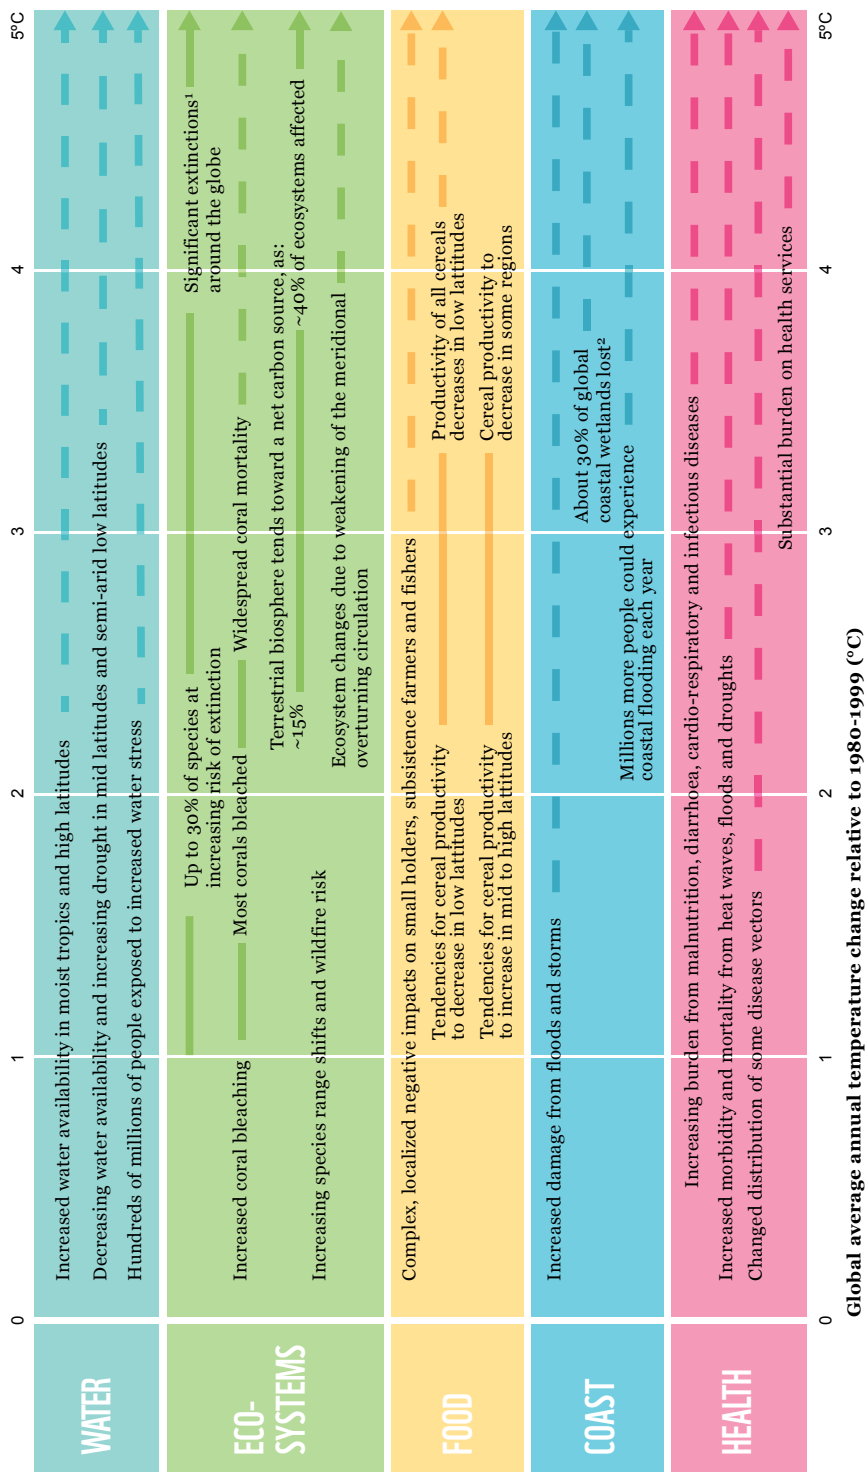 0
1
2
3
4
5ºC
WATER
Increased water availability in moist tropics and high latitudes
Decreasing water availability and increasing drought in mid latitudes and semi-arid low latitudes
Hundreds of millions of people exposed to increased water stress
ECO-
SYSTEMS
Up to 30% of species at
increasing risk of extinction
Significant extinctions¹
around the globe
Increased coral bleaching
Most corals bleached
Widespread coral mortality
Terrestrial biosphere tends toward a net carbon source, as:
~15%
~40% of ecosystems affected
Increasing species range shifts and wildfire risk
Ecosystem changes due to weakening of the meridional
overturning circulation
FOOD
Complex, localized negative impacts on small holders, subsistence farmers and fishers
Tendencies for cereal productivity
to decrease in low lattitudes
Productivity of all cereals
decreases in low lattitudes
Tendencies for cereal productivity
to increase in mid to high lattitudes
Cereal productivity to
decrease in some regions
COAST
Increased damage from floods and storms
About 30% of global
coastal wetlands lost²
Millions more people could experience
coastal flooding each year
HEALTH
Increasing burden from malnutrition, diarrhoea, cardio-respiratory and infectious diseases
Increased morbidity and mortality from heat waves, floods and droughts
Changed distribution of some disease vectors
Substantial burden on health services
0
1
2
3
4
5ºC
Global average annual temperature change relative to 1980-1999 (°C)